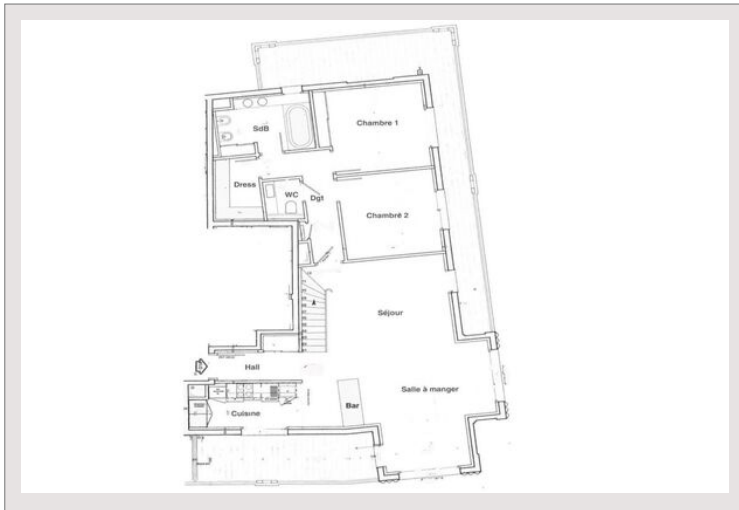 Chambre 1
SdB
Dress
WC
Dgt
Chambre 2
Séjour
Hall
Salle à manger
Bar
Cuisine